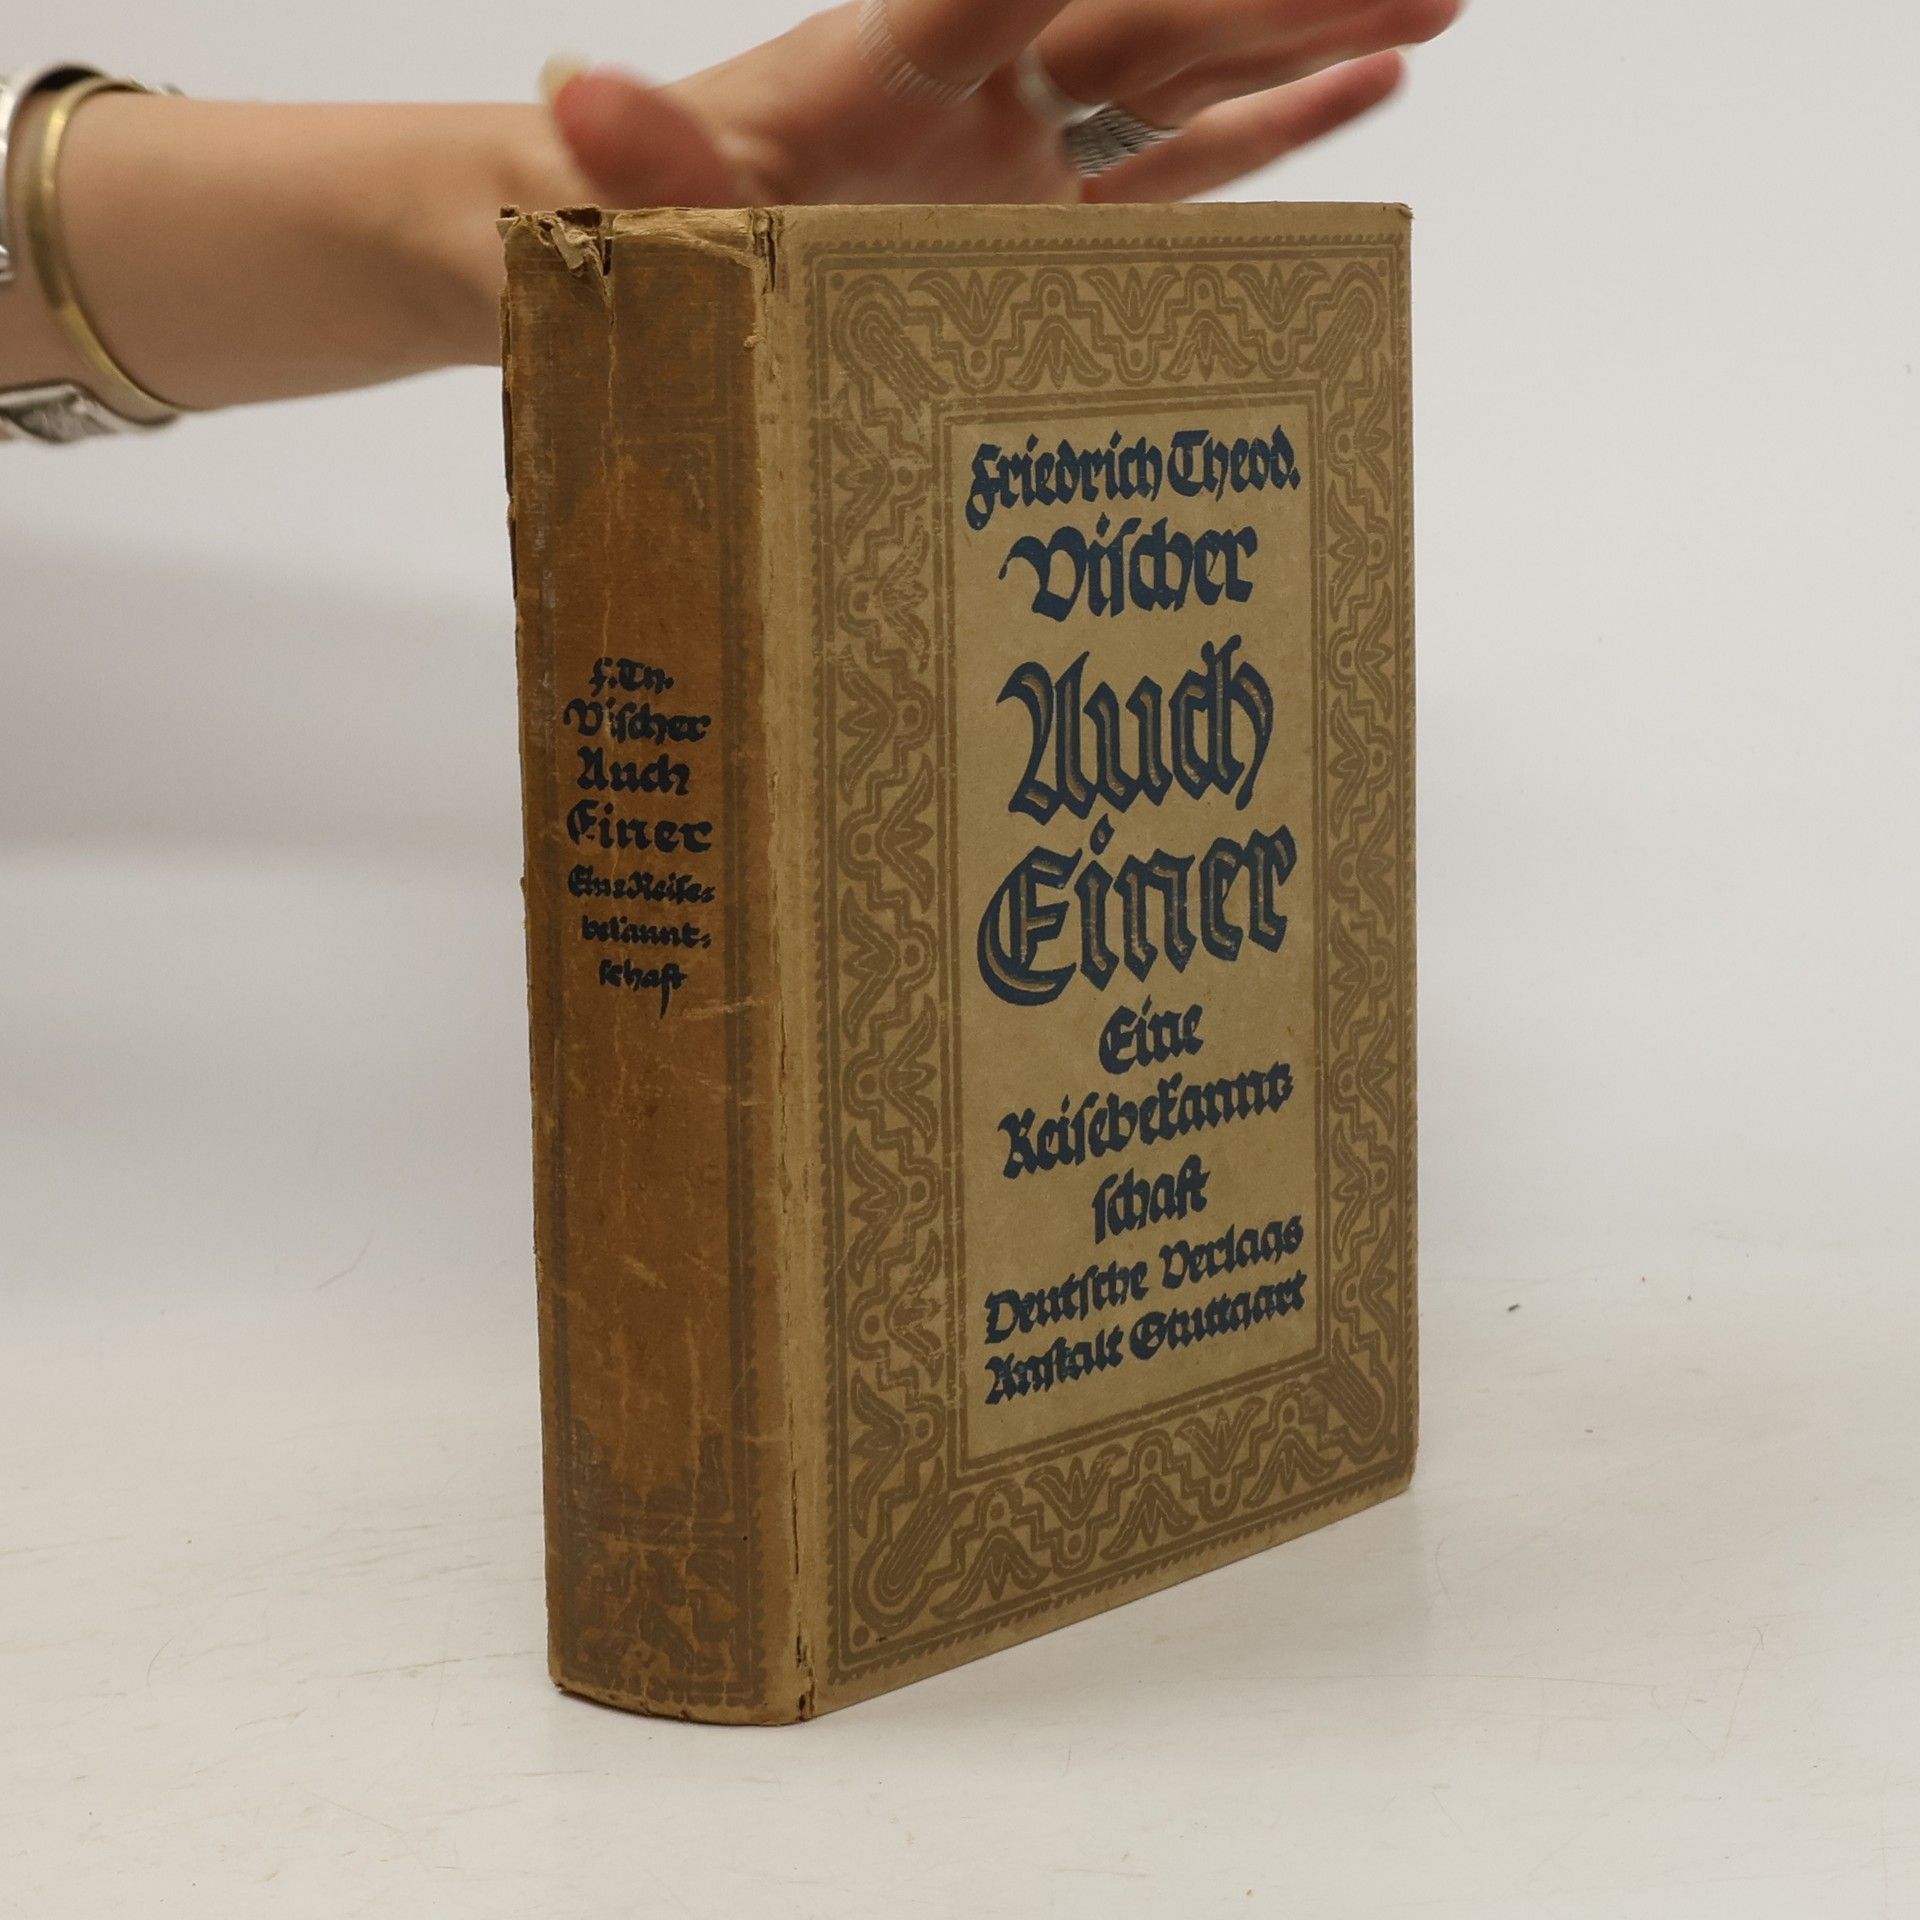 F. Th.
Vischer
Auch
Einer
Eine Reise-
bekannt-
schaft
Friedrich Theod.
Vischer
Auch
Einer
Eine
Reisebekannt-
schaft
Deutsche Verlags
Anstalt Stuttgart